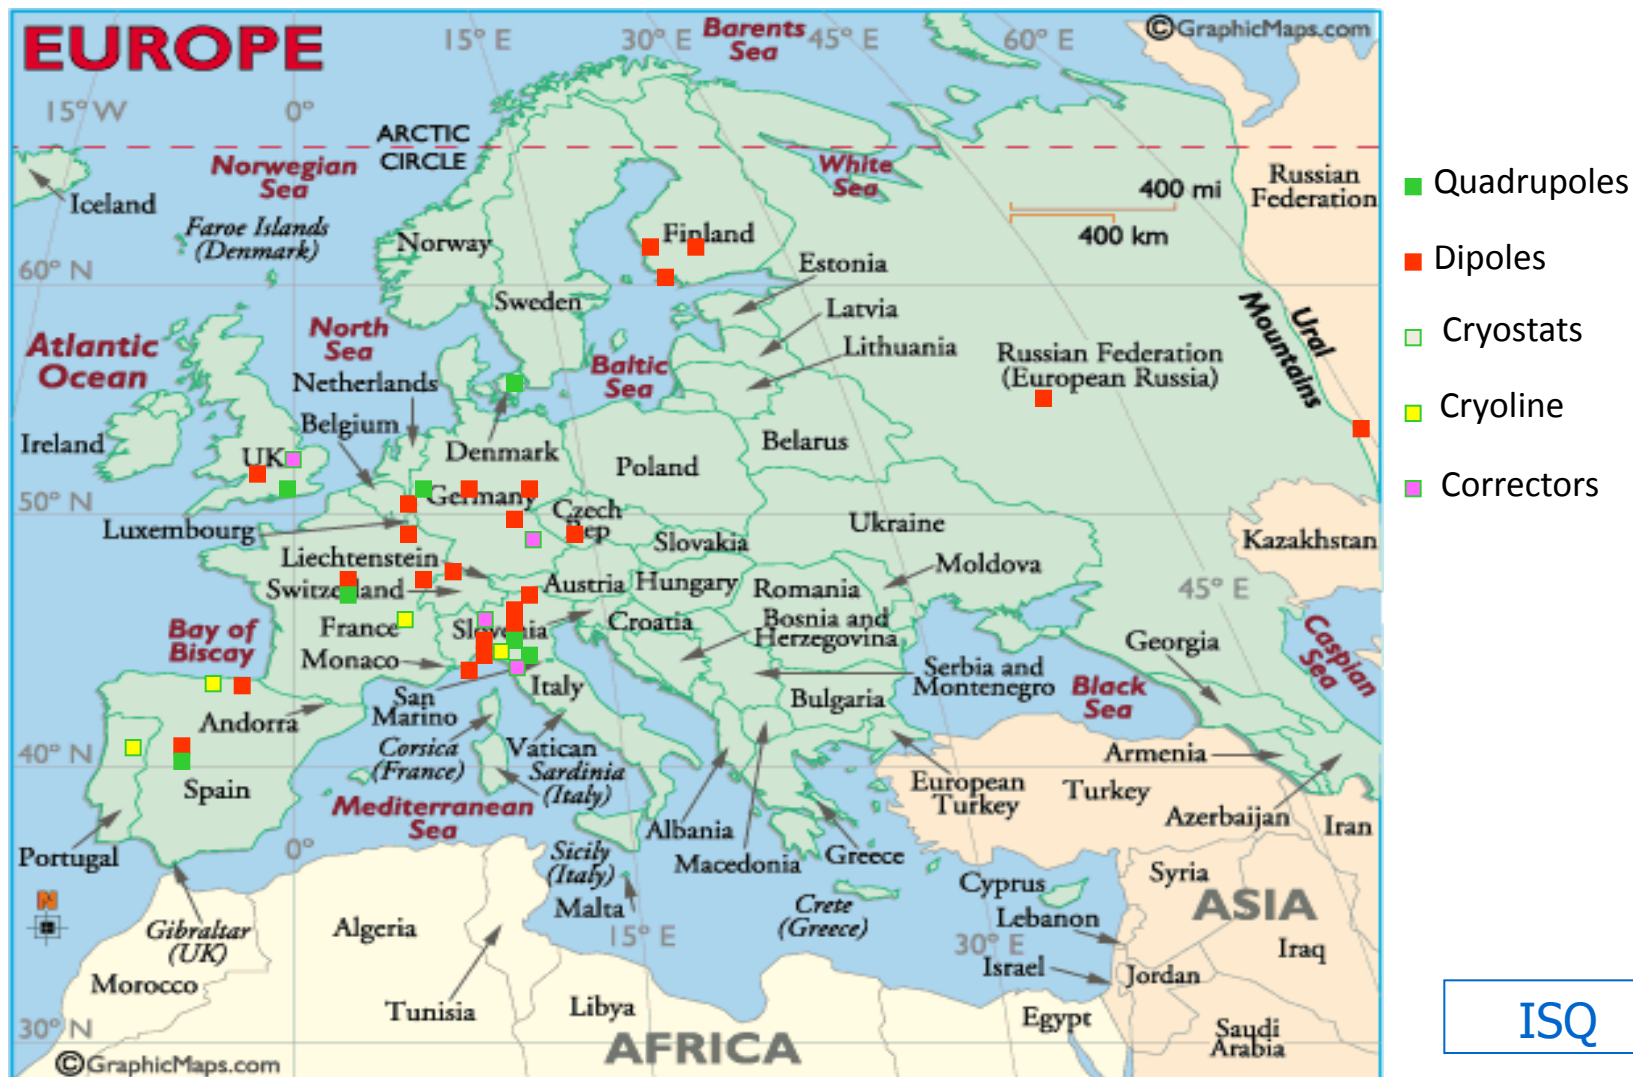 EUROPE
15° E
30° E
Barents
Sea
45° E
60° E
©GraphicMaps.com
15° W
0°
ARCTIC
CIRCLE
Norwegian
Sea
White
Sea
400 mi
400 km
Russian
Federation
Iceland
Faroe Islands
(Denmark)
Norway
Finland
60° N
Sweden
Estonia
Latvia
Lithuania
Ural
Mountains
Atlantic
Ocean
North
Sea
Baltic
Sea
Russian Federation
(European Russia)
Netherlands
Belgium
Ireland
UK
Denmark
Belarus
Poland
Germany
50° N
Luxembourg
Czech
ep
Ukraine
Slovakia
Kazakhstan
Liechtenstein
Switzerland
Austria
Hungary
Romania
Moldova
45° E
Bay of
Biscay
France
Slovenia
Croatia
Bosnia and
Herzegovina
Georgia
Caspian
Sea
Monaco
Serbia and
Montenegro
San
Marino
Italy
Bulgaria
Black
Sea
Andorra
Corsica
(France)
Vatican
Sardinia
(Italy)
40° N
Armenia
Spain
European
Turkey
Turkey
Azerbaijan
Iran
Mediterranean
Sea
Albania
Portugal
0°
Sicily
(Italy)
Macedonia
Greece
Syria
N
Malta
Crete
(Greece)
Cyprus
Lebanon
ASIA
Gibraltar
(UK)
Algeria
15° E
30° E
Iraq
Israel
Jordan
Morocco
Tunisia
Libya
Egypt
Saudi
Arabia
30° N
AFRICA
©GraphicMaps.com
Quadrupoles
Dipoles
Cryostats
Cryoline
Correctors
ISQ